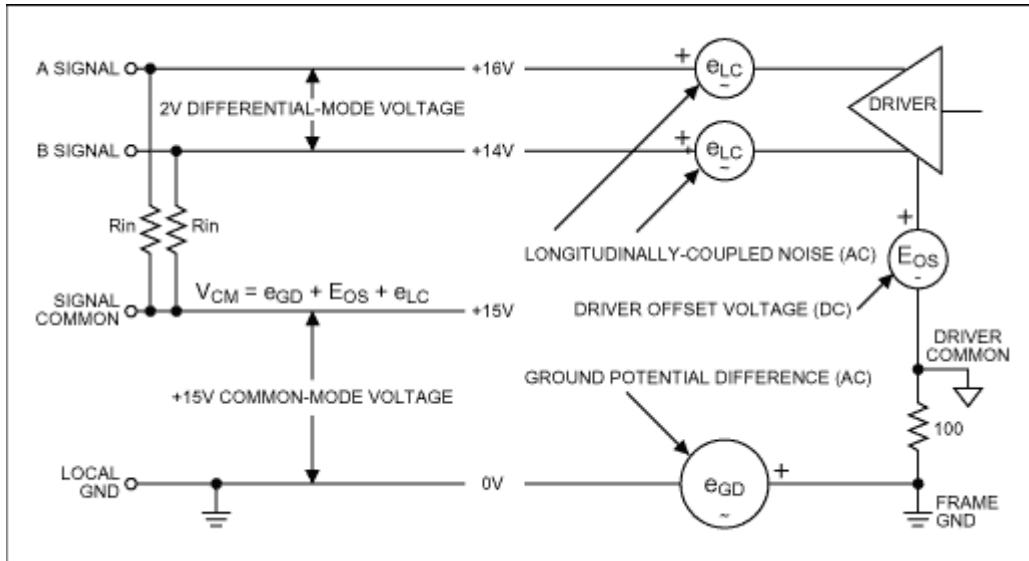 A SIGNAL
+16V
+
eLC
~
DRIVER
2V DIFFERENTIAL-MODE VOLTAGE
B SIGNAL
+14V
+
eLC
~
Rin
Rin
+
EOS
-
LONGITUDINALLY-COUPLED NOISE (AC)
SIGNAL
COMMON
VCM = eGD + EOS + eLC
+15V
DRIVER OFFSET VOLTAGE (DC)
DRIVER
COMMON
GROUND POTENTIAL DIFFERENCE (AC)
+15V COMMON-MODE VOLTAGE
100
LOCAL
GND
0V
eGD
~
+
FRAME
GND